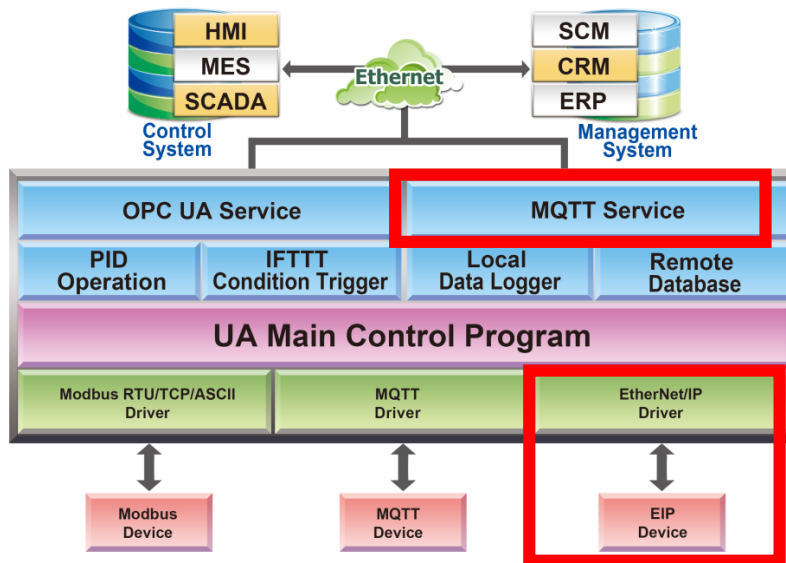 HMI
MES
SCADA
Control
System
Ethernet
SCM
CRM
ERP
Management
System
OPC UA Service
MQTT Service
PID
Operation
IFTTT
Condition Trigger
Local
Data Logger
Remote
Database
UA Main Control Program
Modbus RTU/TCP/ASCII
Driver
MQTT
Driver
EtherNet/IP
Driver
Modbus
Device
MQTT
Device
EIP
Device